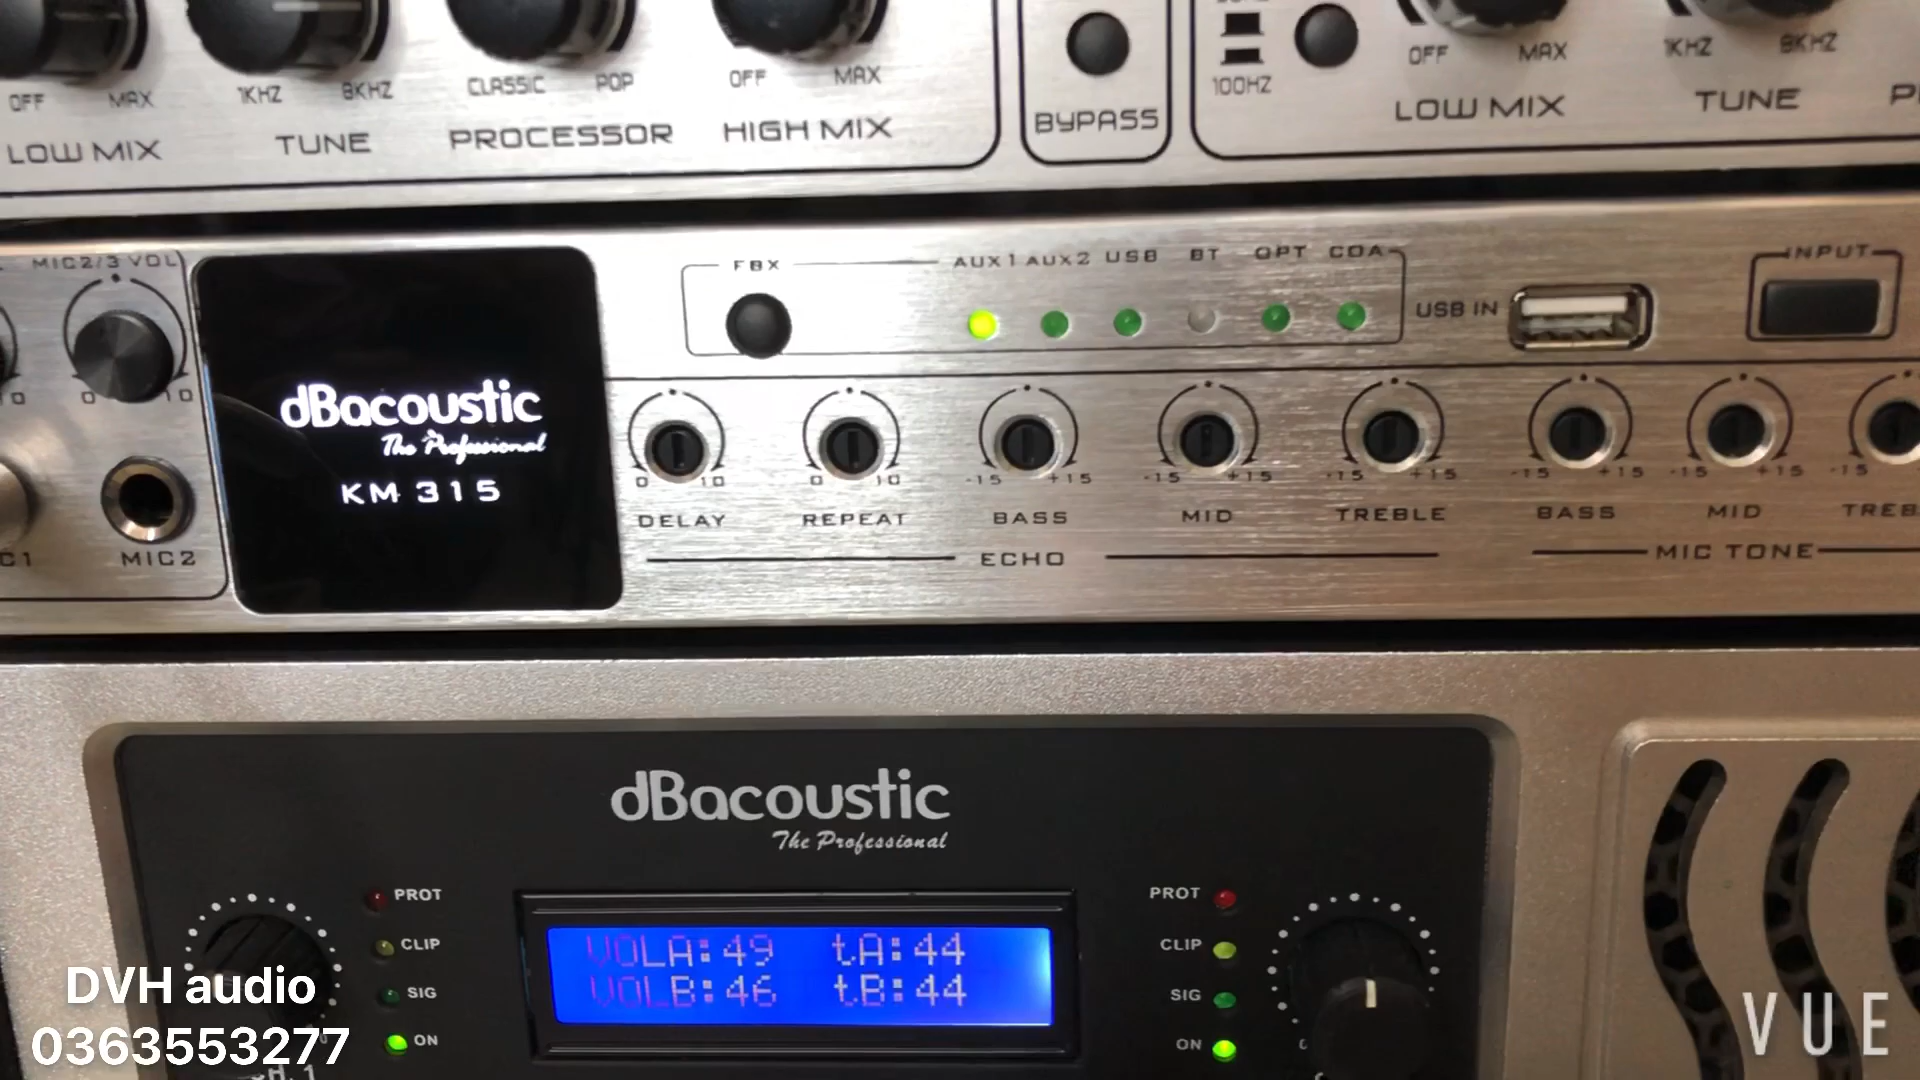 OFF MAX 1KHZ 8KHZ CLASSIC POP OFF MAX 100HZ OFF MAX 1KHZ 8KHZ
LOW MIX TUNE PROCESSOR HIGH MIX BYPASS LOW MIX TUNE
MIC2/3 VOL FBX AUX1 AUX2 USB BT OPT COA INPUT
USB IN
0 10
dBacoustic
The Professional
KM 315
MIC2
0 10 0 10 -15 +15 -15 +15 -15 +15 -15 +15 -15 +15 -15
DELAY REPEAT BASS MID TREBLE BASS MID
ECHO MIC TONE
dBacoustic
The Professional
PROT PROT
CLIP CLIP
SIG SIG
ON ON
VOLA:49 tA:44
VOLB:46 tB:44
DVH audio
0363553277
VUE